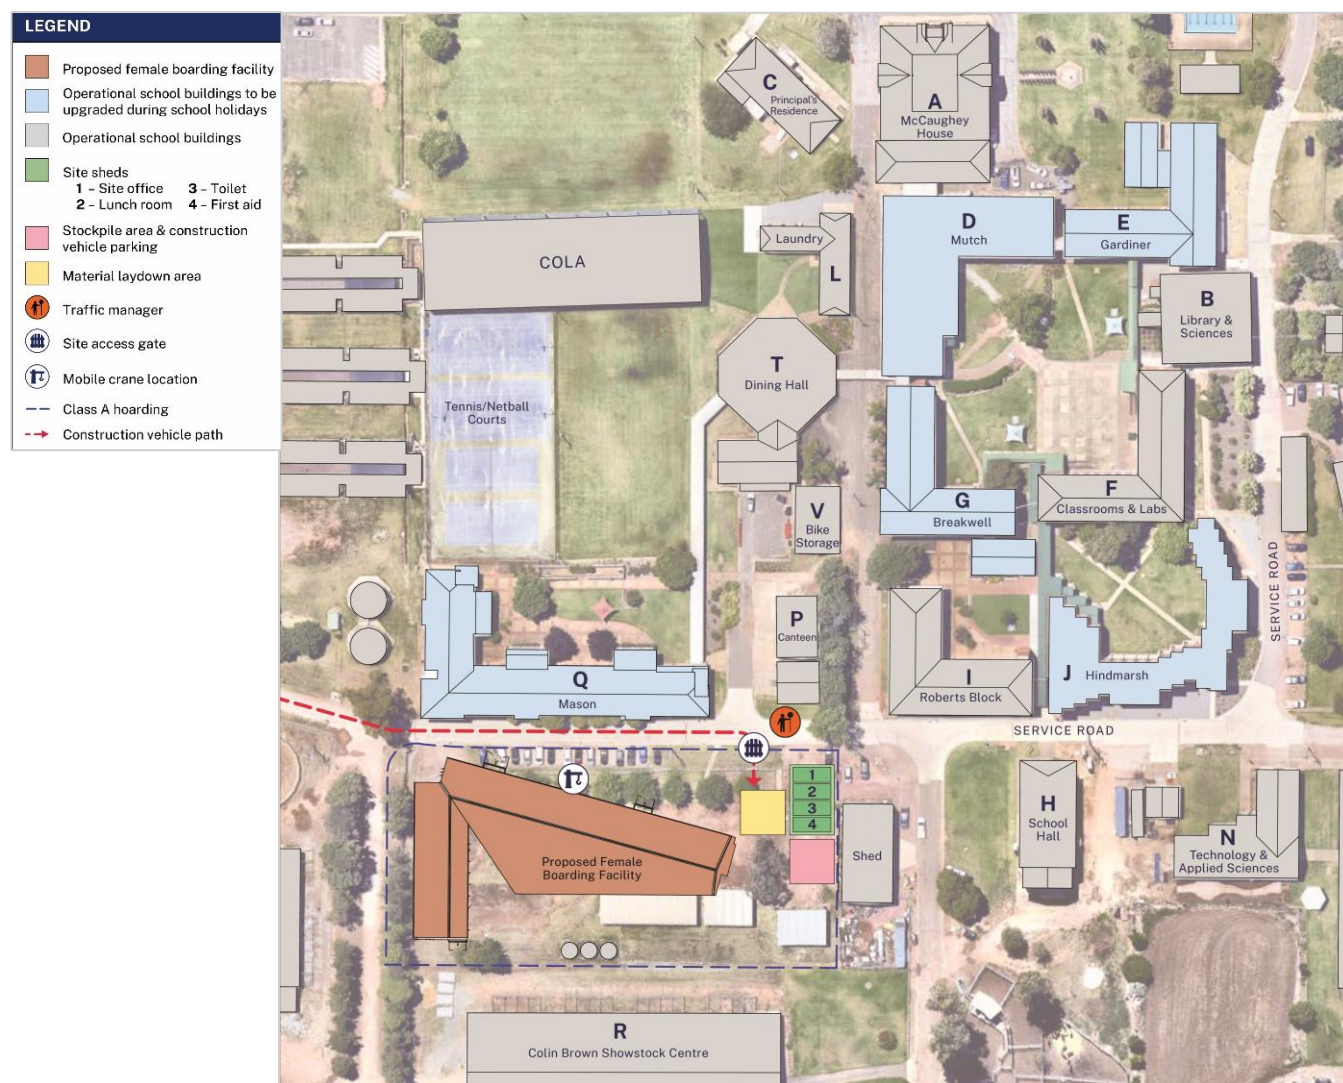 LEGEND
Proposed female boarding facility
Operational school buildings to be
upgraded during school holidays
Operational school buildings
Site sheds
1 – Site office 3 – Toilet
2 – Lunch room 4 – First aid
Stockpile area & construction
vehicle parking
Material laydown area
Traffic manager
Site access gate
Mobile crane location
Class A hoarding
Construction vehicle path
C
Principal's
Residence
A
McCaughey
House
D
Mutch
E
Gardiner
Laundry
L
COLA
B
Library &
Sciences
T
Dining Hall
Tennis/Netball
Courts
V
Bike
Storage
G
Breakwell
F
Classrooms & Labs
SERVICE ROAD
P
Canteen
Q
Mason
I
Roberts Block
J
Hindmarsh
SERVICE ROAD
1
2
3
4
Proposed Female
Boarding Facility
Shed
H
School
Hall
N
Technology &
Applied Sciences
R
Colin Brown Showstock Centre